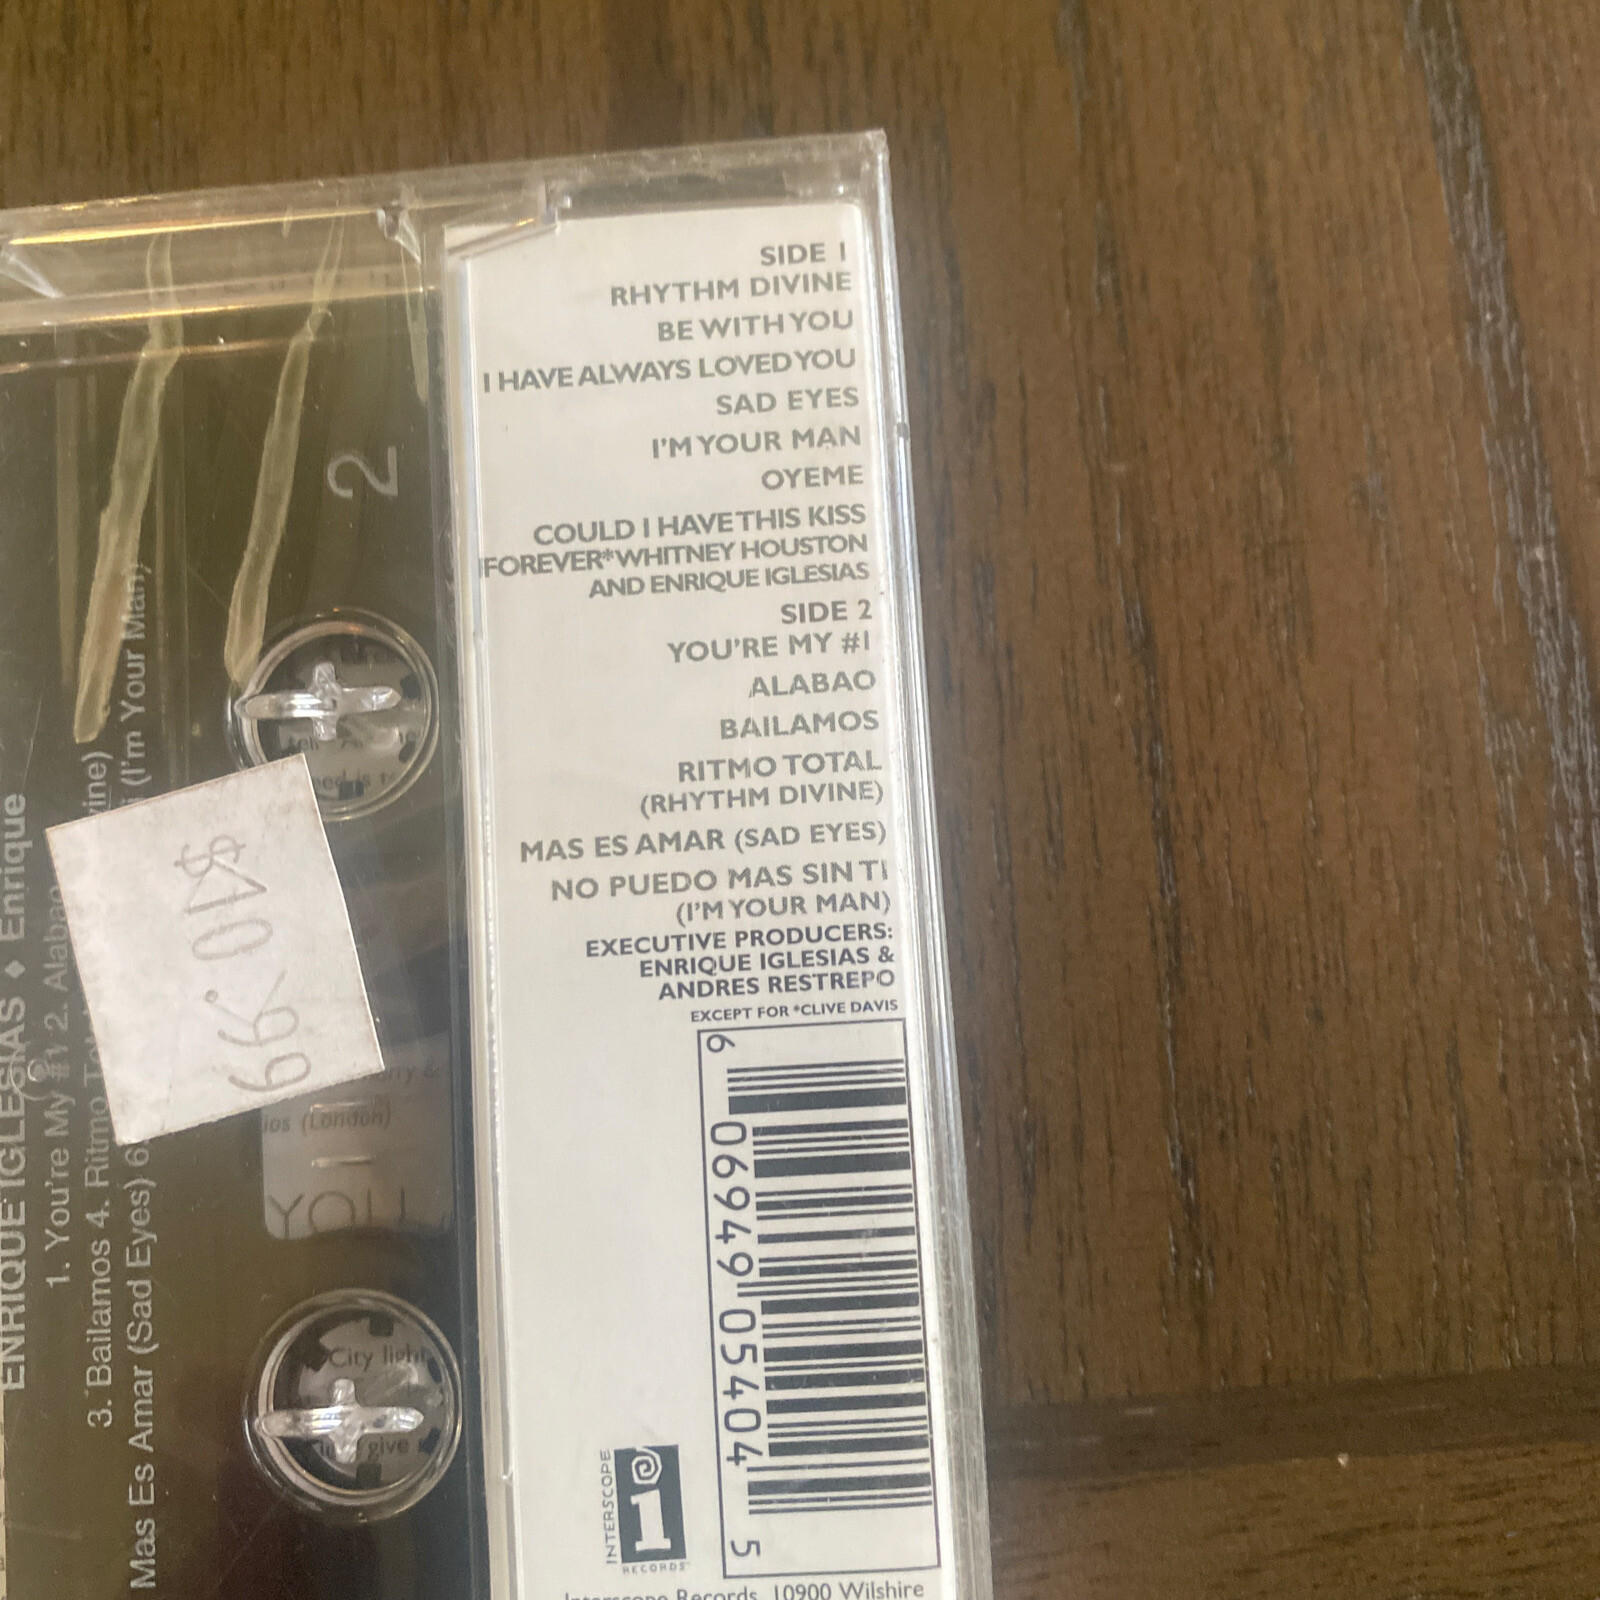 SIDE 1
RHYTHM DIVINE
BE WITH YOU
I HAVE ALWAYS LOVED YOU
SAD EYES
I'M YOUR MAN
OYEME
COULD I HAVE THIS KISS
FOREVER*WHITNEY HOUSTON
AND ENRIQUE IGLESIAS
SIDE 2
YOU'RE MY #1
ALABAO
BAILAMOS
RITMO TOTAL
(RHYTHM DIVINE)
MAS ES AMAR (SAD EYES)
NO PUEDO MAS SIN TI
(I'M YOUR MAN)
EXECUTIVE PRODUCERS:
ENRIQUE IGLESIAS &
ANDRES RESTREPO
EXCEPT FOR *CLIVE DAVIS
6 06949 05404 5
INTERSCOPE
i
RECORDS
Interscope Records, 10900 Wilshire
2
ENRIQUE IGLESIAS ♦ Enrique
1. You're My 2. Alabao
3. Bailamos 4. Ritmo
Mas Es Amar (Sad Eyes) 6. (I'm Your Man)
$10.99
(London)
YOU
City
give